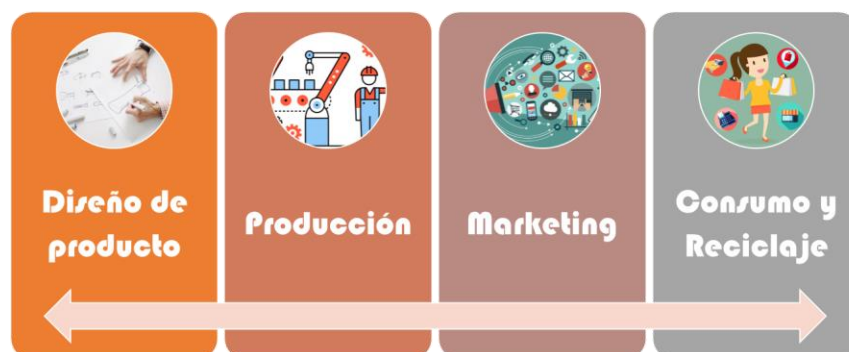 Diseño de
producto
Producción
Marketing
Consumo y
Reciclaje